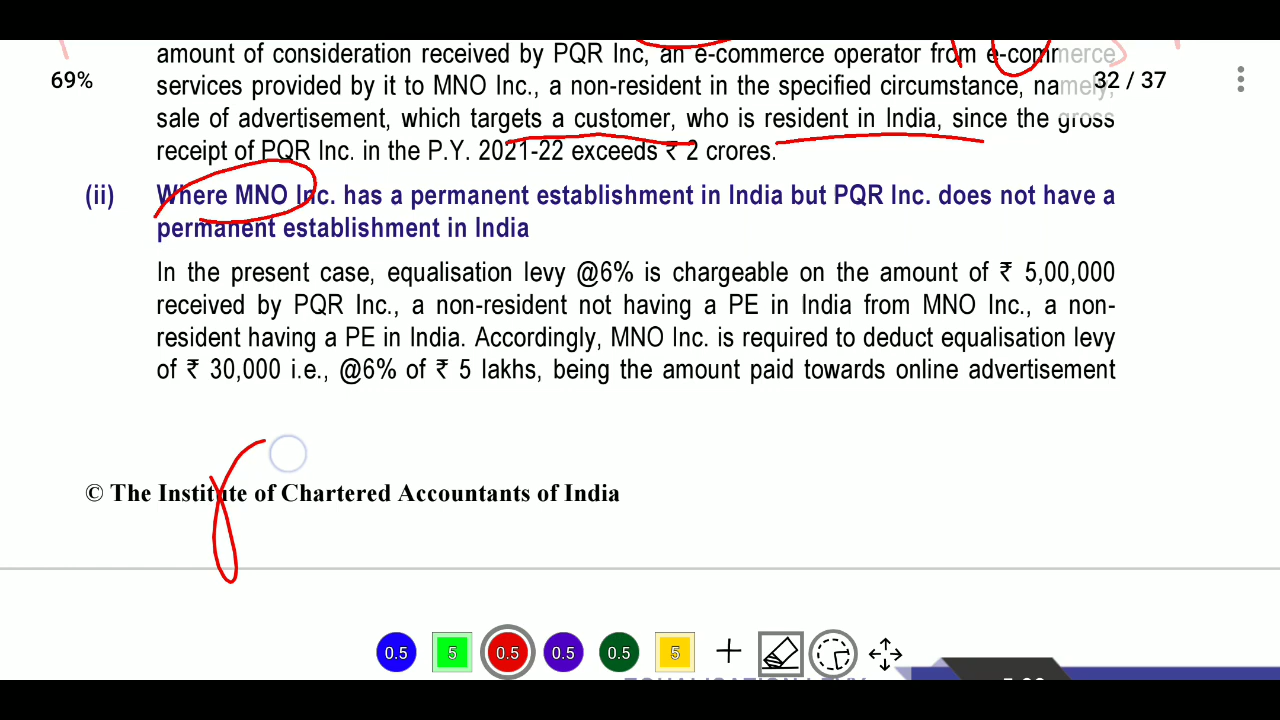 amount of consideration received by PQR Inc, an e-commerce operator from e-commerce
69%
services provided by it to MNO Inc., a non-resident in the specified circumstance, namely,
32 / 37
sale of advertisement, which targets a customer, who is resident in India, since the gross
receipt of PQR Inc. in the P.Y. 2021-22 exceeds ₹ 2 crores.
(ii) Where MNO Inc. has a permanent establishment in India but PQR Inc. does not have a
permanent establishment in India
In the present case, equalisation levy @6% is chargeable on the amount of ₹ 5,00,000
received by PQR Inc., a non-resident not having a PE in India from MNO Inc., a non-
resident having a PE in India. Accordingly, MNO Inc. is required to deduct equalisation levy
of ₹ 30,000 i.e., @6% of ₹ 5 lakhs, being the amount paid towards online advertisement
© The Institute of Chartered Accountants of India
0.5 5 0.5 0.5 0.5 5
EQUALISATION LEVY